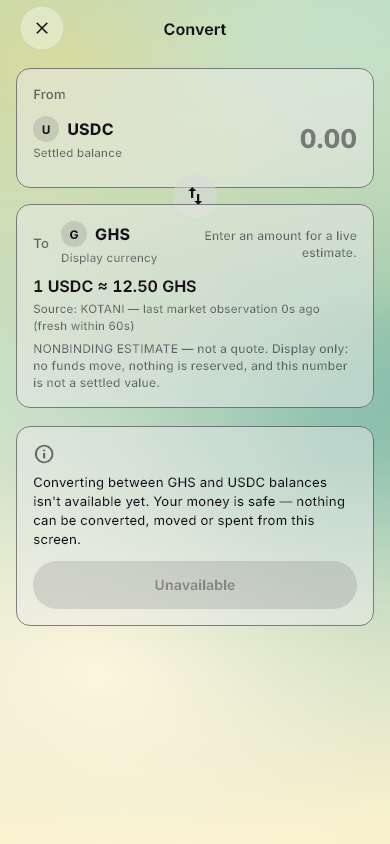 Convert
From
U USDC
0.00
Settled balance
To
G GHS
Display currency
Enter an amount for a live
estimate.
1 USDC ≈ 12.50 GHS
Source: KOTANI — last market observation 0s ago
(fresh within 60s)
NONBINDING ESTIMATE — not a quote. Display only:
no funds move, nothing is reserved, and this number
is not a settled value.
Converting between GHS and USDC balances
isn't available yet. Your money is safe — nothing
can be converted, moved or spent from this
screen.
Unavailable